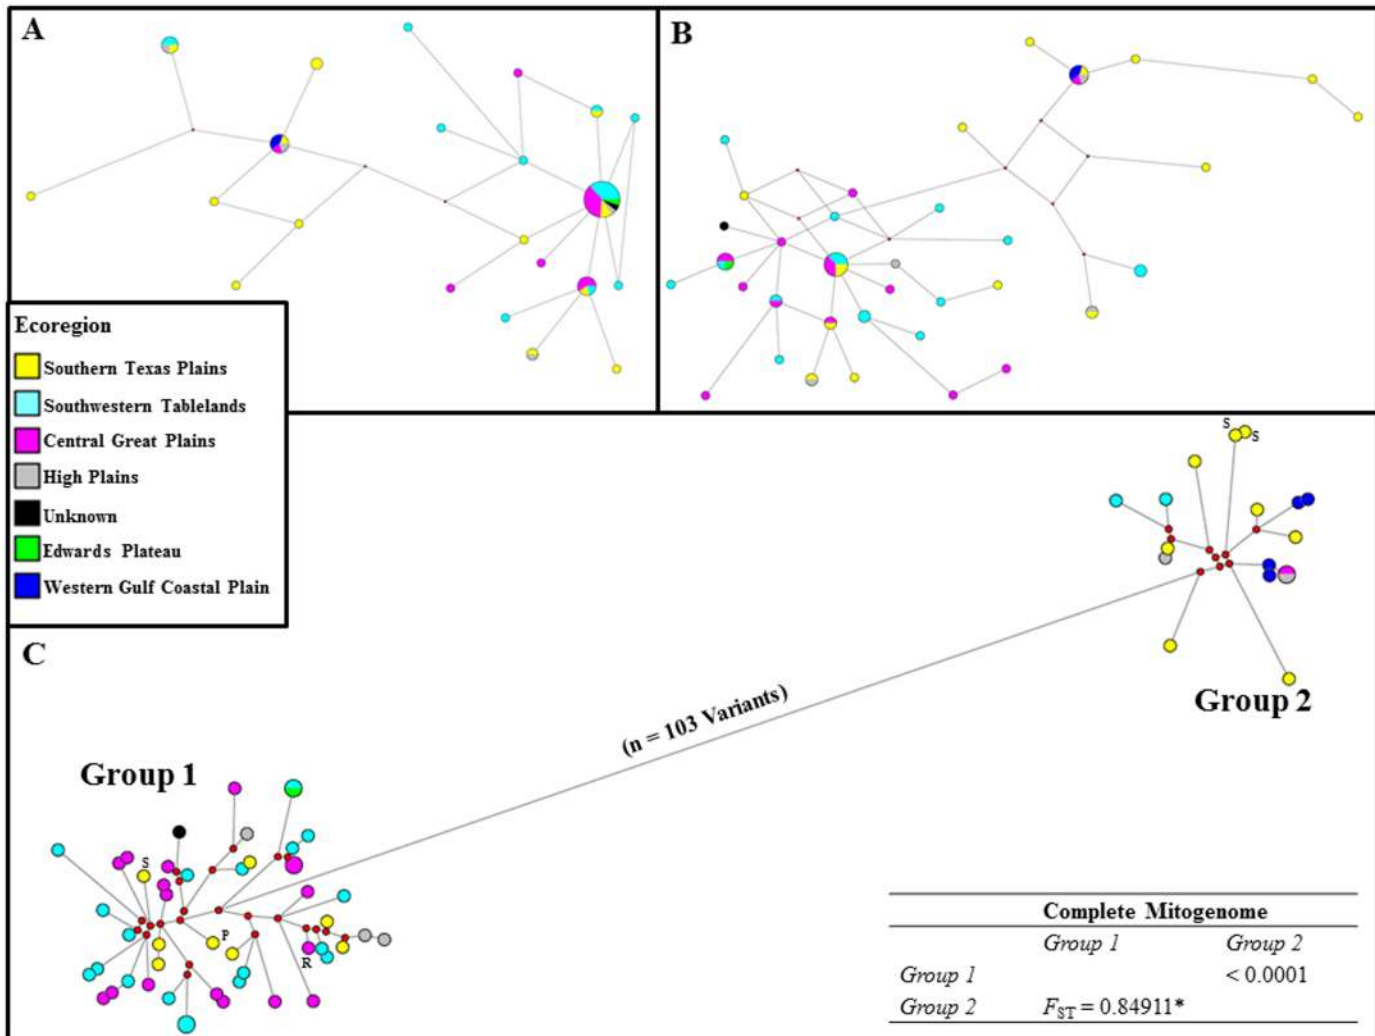 A
B
Ecoregion
Southern Texas Plains
Southwestern Tablelands
Central Great Plains
High Plains
Unknown
Edwards Plateau
Western Gulf Coastal Plain
C
S
S
Group 2
(n = 103 Variants)
Group 1
S
P
R
Complete Mitogenome
Group 1 Group 2
Group 1 < 0.0001
Group 2 FST = 0.84911*